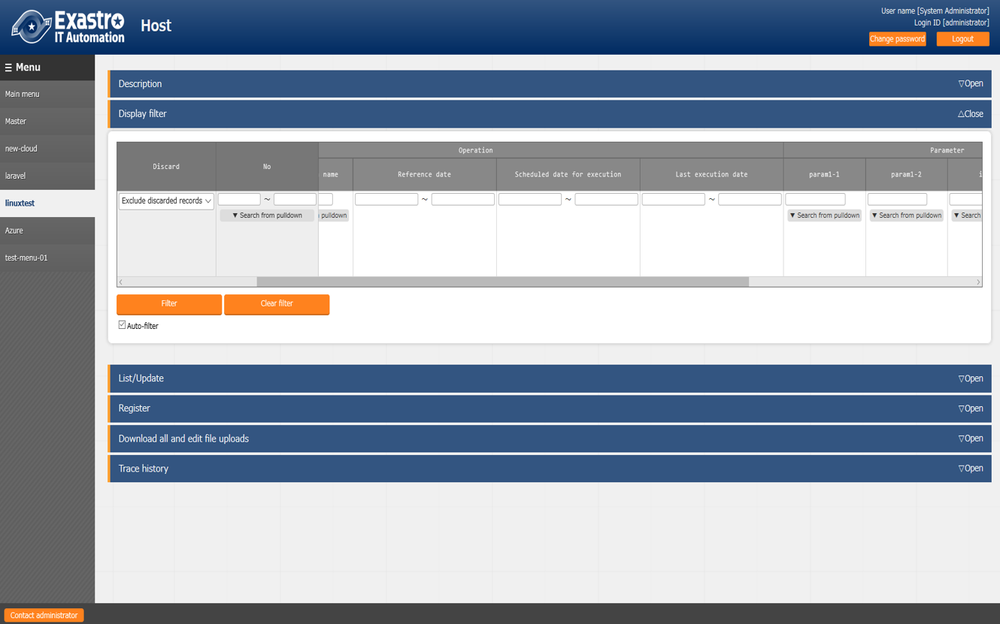 Exastro
IT Automation
Host
User name [System Administrator]
Login ID [administrator]
Change password
Logout
Menu
Main menu
Master
new-cloud
laravel
linuxtest
Azure
test-menu-01
Description ▽Open
Display filter △Close
Operation Parameter
Discard No name Reference date Scheduled date for execution Last execution date param1-1 param1-2
Exclude discarded records ~ ~ ~ ~
▼ Search from pulldown pulldown ▼ Search from pulldown ▼ Search from pulldown ▼ Search
Filter Clear filter
Auto-filter
List/Update ▽Open
Register ▽Open
Download all and edit file uploads ▽Open
Trace history ▽Open
Contact administrator